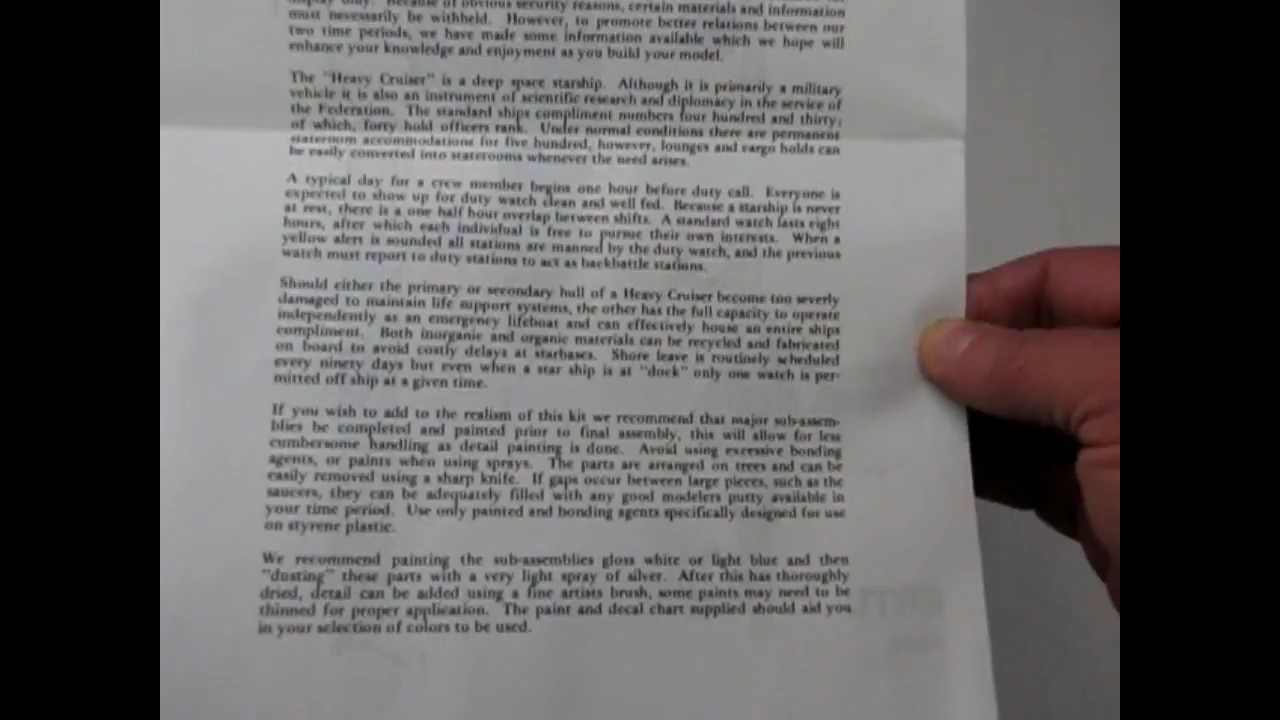 display only. Because of obvious security reasons, certain materials and information
must necessarily be withheld. However, to promote better relations between our
two time periods, we have made some information available which we hope will
enhance your knowledge and enjoyment as you build your model.
The "Heavy Cruiser" is a deep space starship. Although it is primarily a military
vehicle it is also an instrument of scientific research and diplomacy in the service of
the Federation. The standard ships compliment numbers four hundred and thirty;
of which, forty hold officers rank. Under normal conditions there are permanent
stateroom accommodations for five hundred, however, lounges and cargo holds can
be easily converted into staterooms whenever the need arises.
A typical day for a crew member begins one hour before duty call. Everyone is
expected to show up for duty watch clean and well fed. Because a starship is never
at rest, there is a one half hour overlap between shifts. A standard watch lasts eight
hours, after which each individual is free to pursue their own interests. When a
yellow alert is sounded all stations are manned by the duty watch, and the previous
watch must report to duty stations to act as backbattle stations.
Should either the primary or secondary hull of a Heavy Cruiser become too severly
damaged to maintain life support systems, the other has the full capacity to operate
independently as an emergency lifeboat and can effectively house an entire ships
compliment. Both inorganic and organic materials can be recycled and fabricated
on board to avoid costly delays at starbases. Shore leave is routinely scheduled
every ninery days but even when a star ship is at "dock" only one watch is per-
mitted off ship at a given time.
If you wish to add to the realism of this kit we recommend that major sub-assem-
blies be completed and painted prior to final assembly, this will allow for less
cumbersome handling as detail painting is done. Avoid using excessive bonding
agents, or paints when using sprays. The parts are arranged on trees and can be
easily removed using a sharp knife. If gaps occur between large pieces, such as the
saucers, they can be adequately filled with any good modelers putty available in
your time period. Use only painted and bonding agents specifically designed for use
on styrene plastic.
We recommend painting the sub-assemblies gloss white or light blue and then
"dusting" these parts with a very light spray of silver. After this has thoroughly
dried, detail can be added using a fine artists brush, some paints may need to be
thinned for proper application. The paint and decal chart supplied should aid you
in your selection of colors to be used.